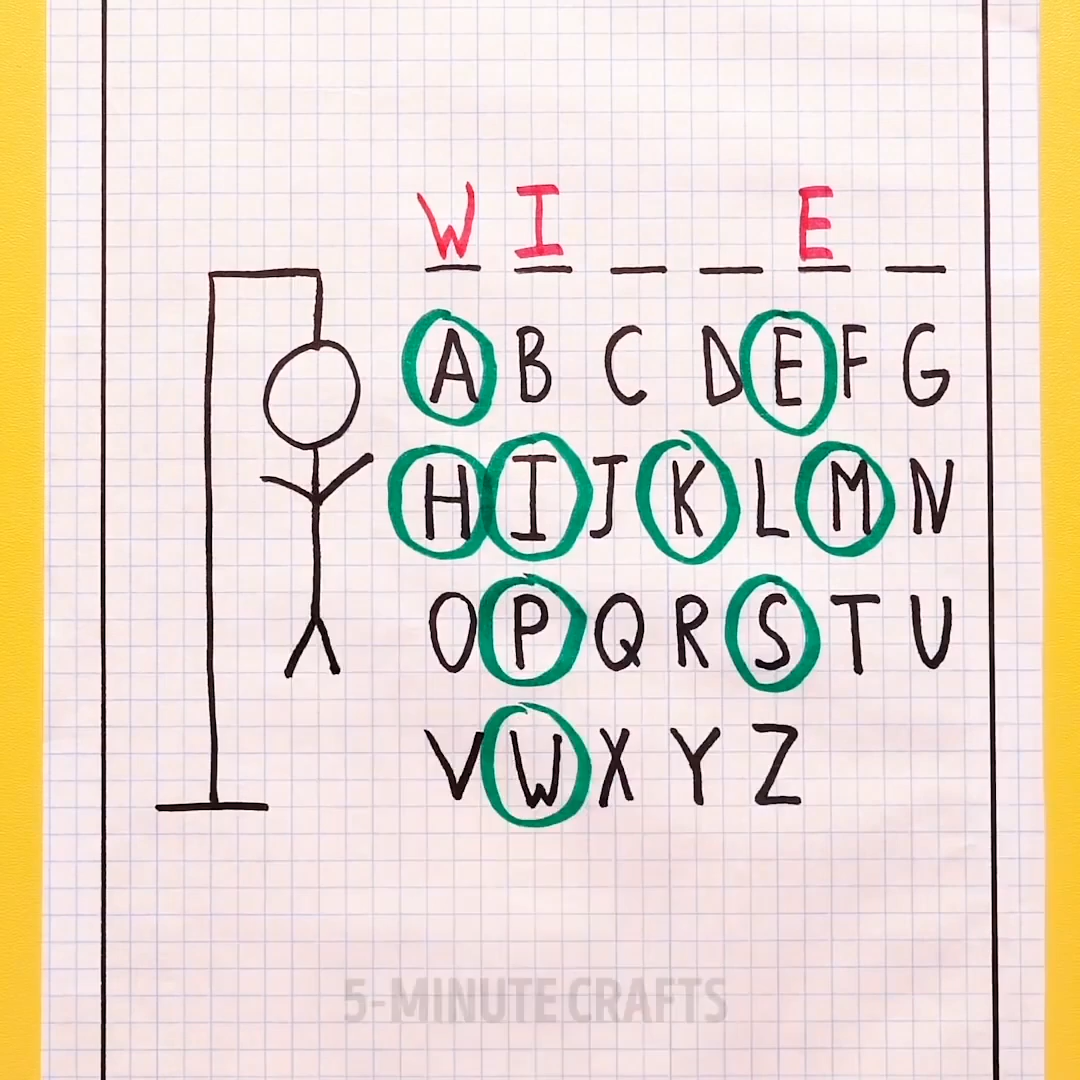 W I _ _ E _
A B C D E F G
H I J K L M N
O P Q R S T U
V W X Y Z
5-MINUTE CRAFTS